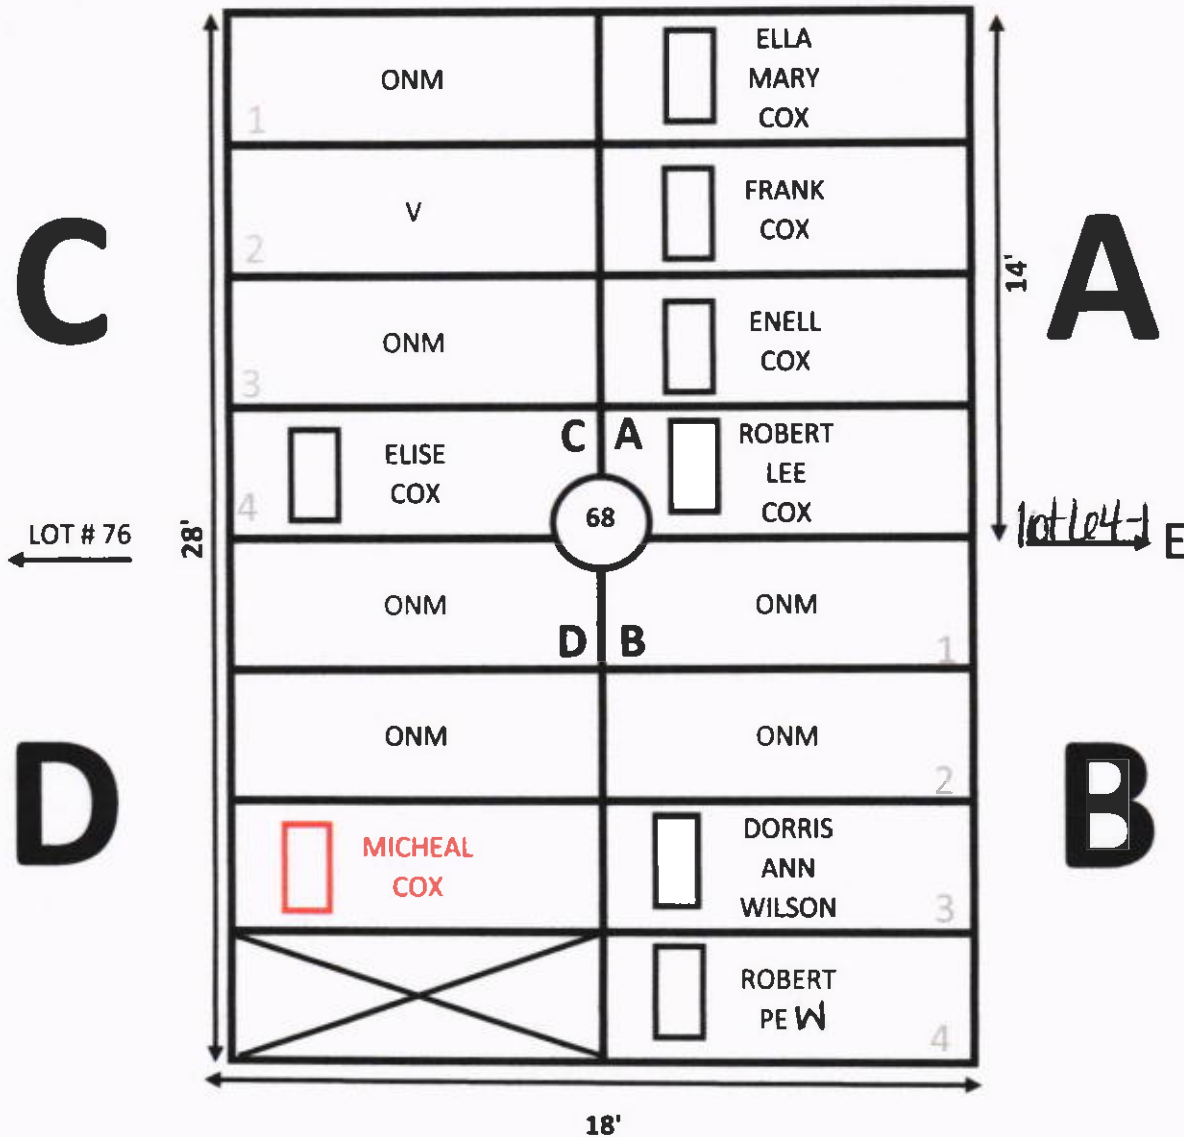 ONM
1
ELLA
MARY
COX
V
2
FRANK
COX
C
A
14'
ONM
3
ENELL
COX
C A
ELISE
COX
4
ROBERT
LEE
COX
68
LOT # 76
28'
E
ONM
D B
ONM
1
ONM
ONM
2
D
B
MICHEAL
COX
DORRIS
ANN
WILSON
3
ROBERT
PEW
4
18'